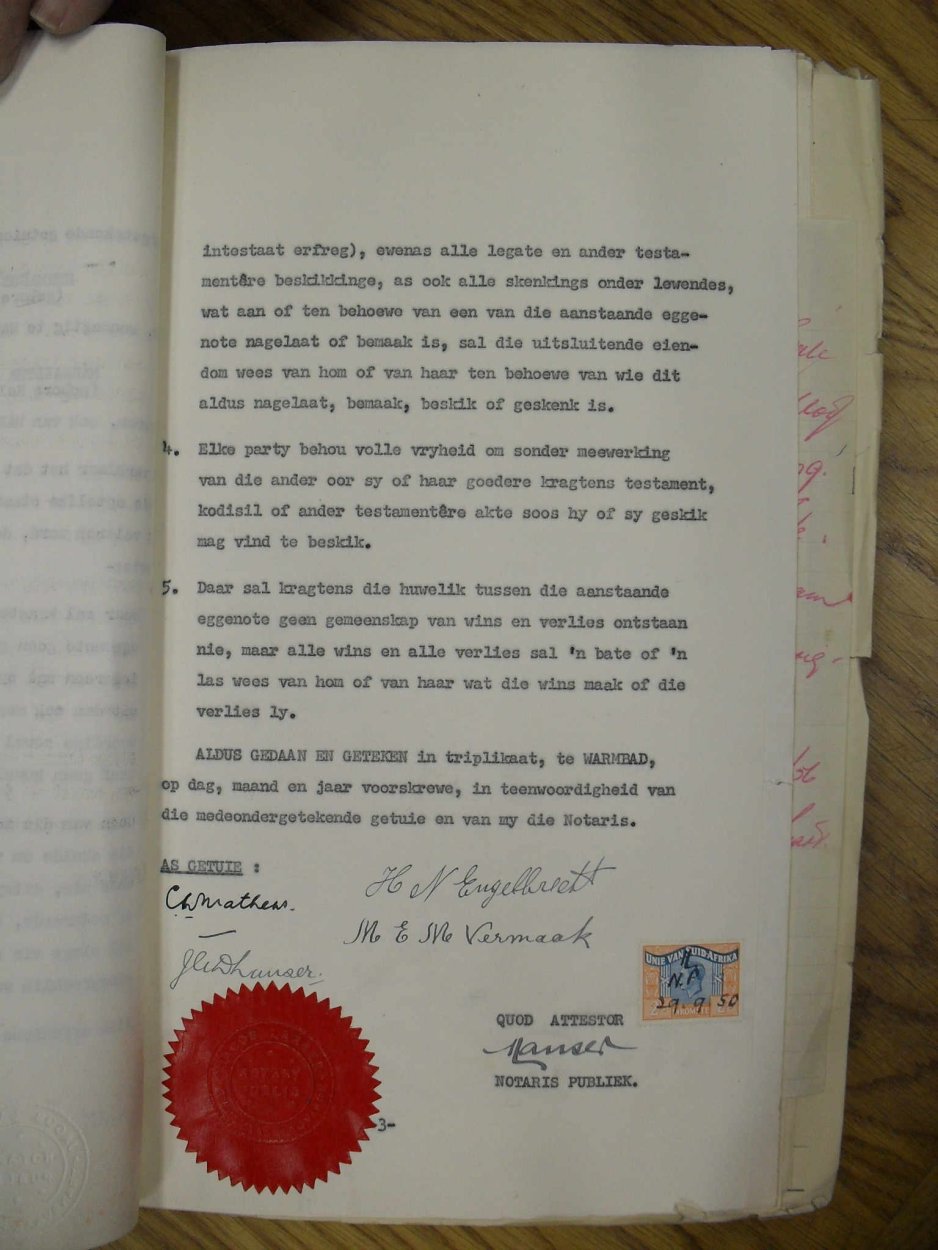 intestaat erfreg), ewenas alle legate en ander testa-
mentêre beskikkinge, as ook alle skenkings onder lewendes,
wat aan of ten behoewe van een van die aanstaande egge-
note nagelaat of bemaak is, sal die uitsluitende eien-
dom wees van hom of van haar ten behoewe van wie dit
aldus nagelaat, bemaak, beskik of geskenk is.
4. Elke party behou volle vryheid om sonder meewerking
van die ander oor sy of haar goedere kragtens testament,
kodisil of ander testamentêre akte soos hy of sy geskik
mag vind te beskik.
5. Daar sal kragtens die huwelik tussen die aanstaande
eggenote geen gemeenskap van wins en verlies ontstaan
nie, maar alle wins en alle verlies sal 'n bate of 'n
las wees van hom of van haar wat die wins maak of die
verlies ly.
ALDUS GEDAAN EN GETEKEN in triplikaat, te WARMBAD,
op dag, maand en jaar voorskrewe, in teenwoordigheid van
die medeondergetekende getuie en van my die Notaris.
AS GETUIE :
H N Engelbrecht
M E M Vermaak
UNIE VAN SUID-AFRIKA
N.P.
29.9.50
QUOD ATTESTOR
NOTARIS PUBLIEK.
3-